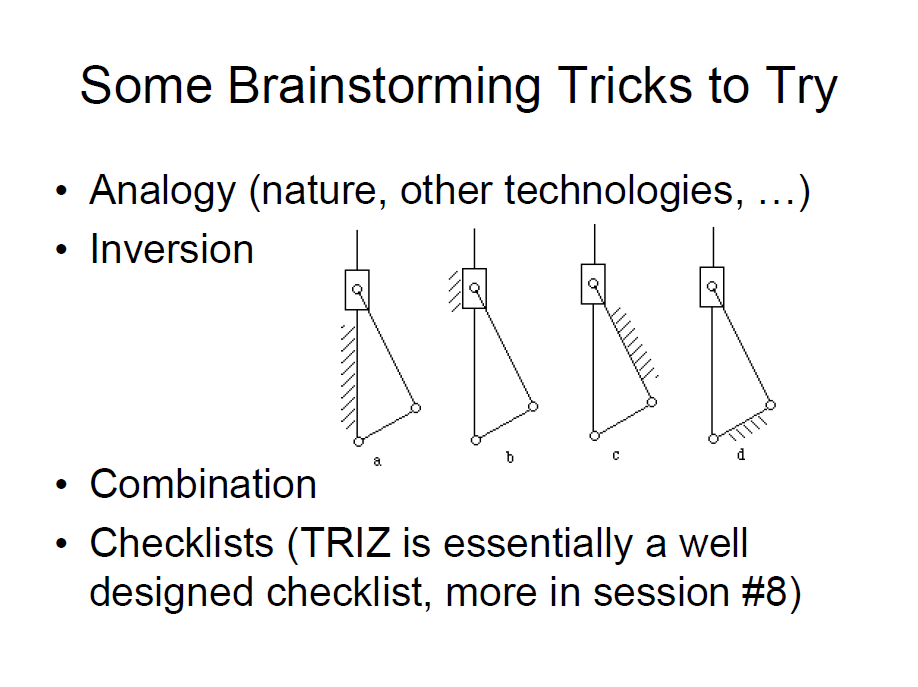 Some Brainstorming Tricks to Try
• Analogy (nature, other technologies, …)
• Inversion
a b c d
• Combination
• Checklists (TRIZ is essentially a well
designed checklist, more in session #8)